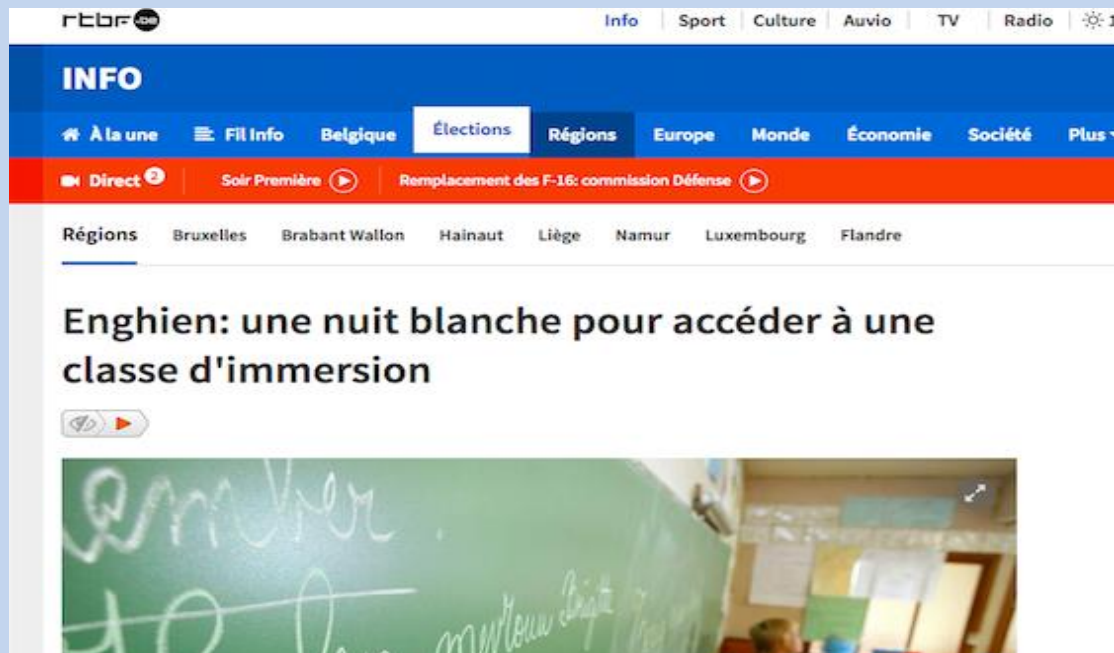 rtbf.be Info Sport Culture Auvio TV Radio
INFO
À la une Fil Info Belgique Élections Régions Europe Monde Économie Société Plus
Direct 2 Soir Première Remplacement des F-16: commission Défense
Régions Bruxelles Brabant Wallon Hainaut Liège Namur Luxembourg Flandre
Enghien: une nuit blanche pour accéder à une
classe d'immersion